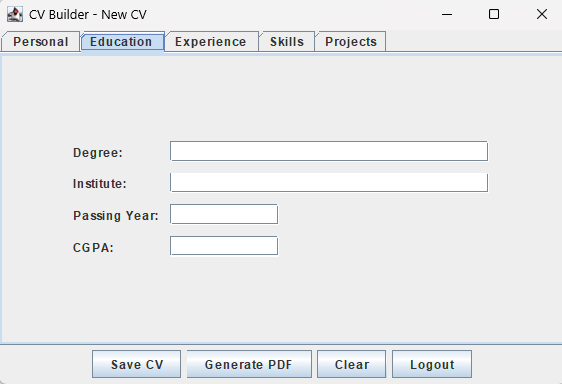 CV Builder - New CV
Personal Education Experience Skills Projects
Degree:
Institute:
Passing Year:
CGPA:
Save CV Generate PDF Clear Logout